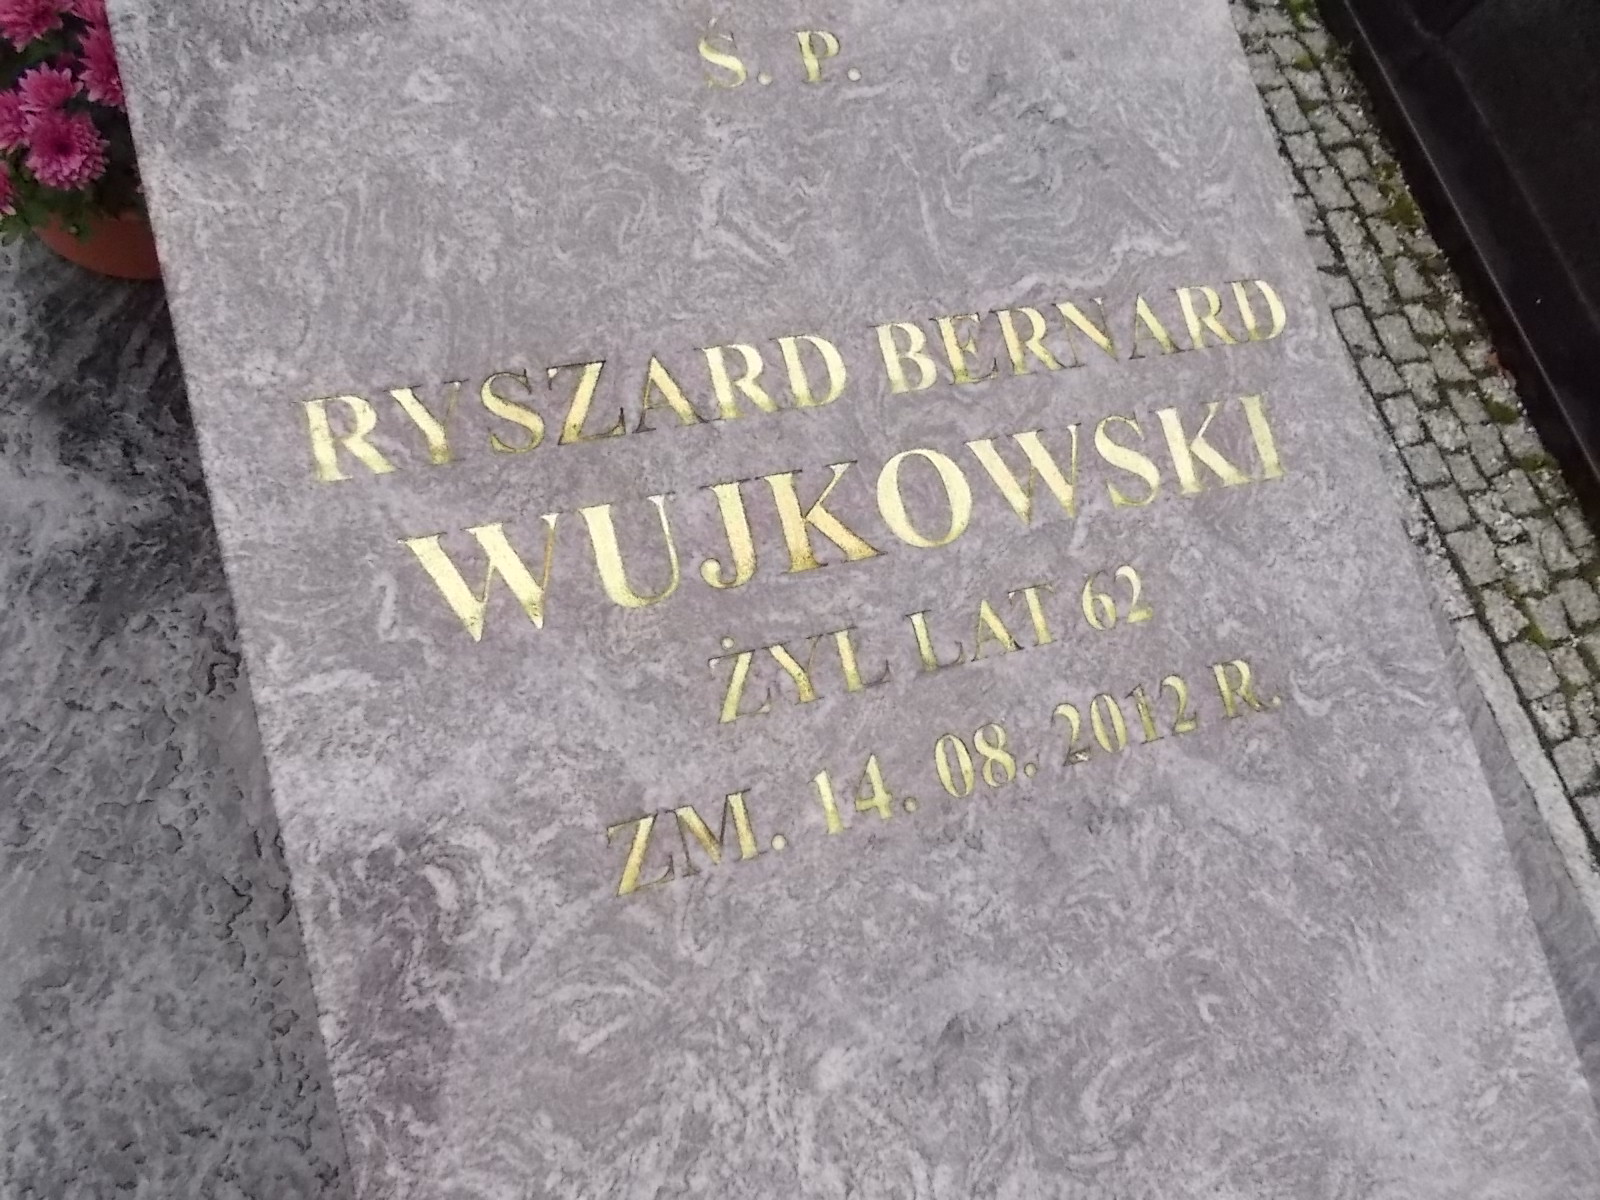 Ś. P.
RYSZARD BERNARD
WUJKOWSKI
ŻYŁ LAT 62
ZM. 14. 08. 2012 R.